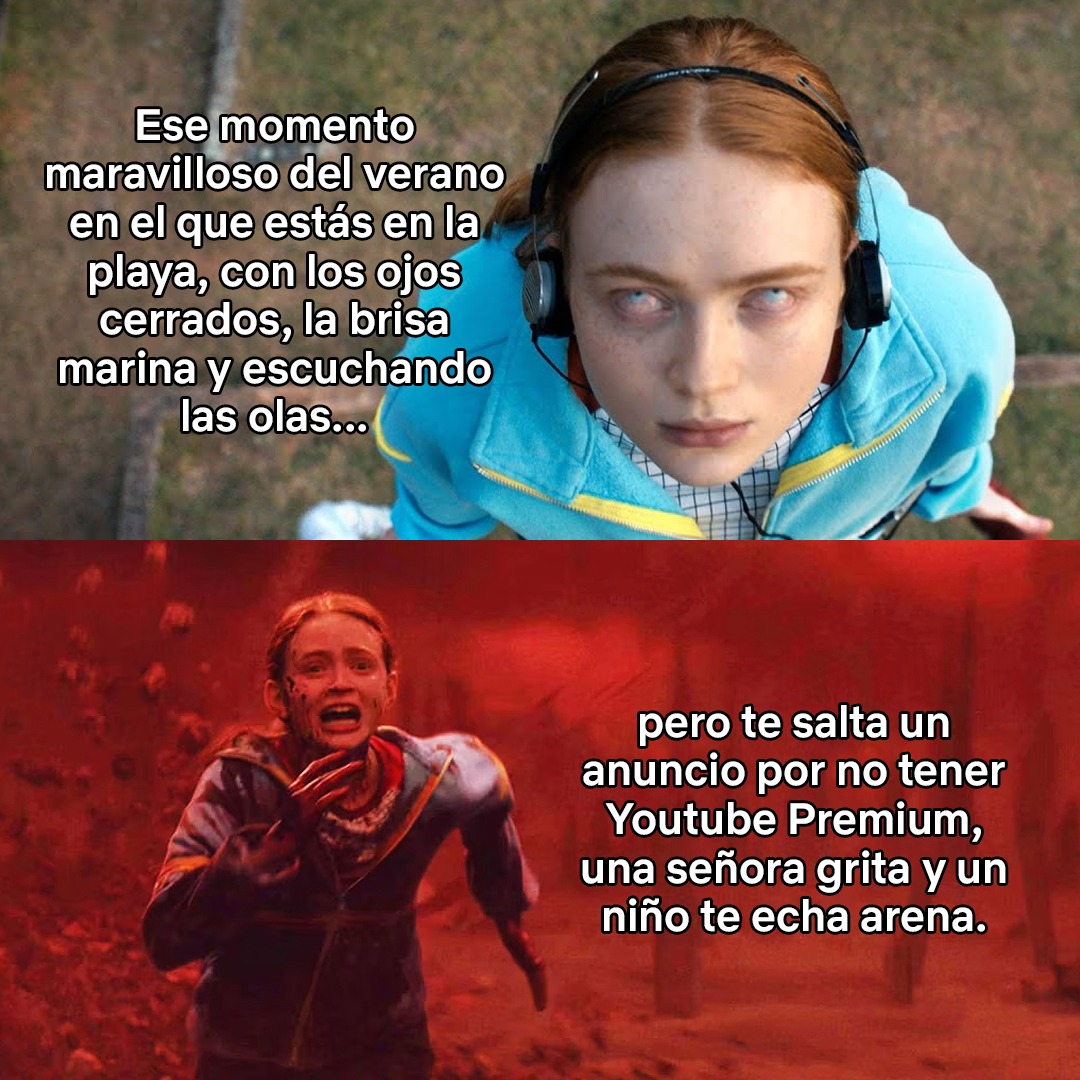 Ese momento
maravilloso del verano
en el que estás en la
playa, con los ojos
cerrados, la brisa
marina y escuchando
las olas...
pero te salta un
anuncio por no tener
Youtube Premium,
una señora grita y un
niño te echa arena.